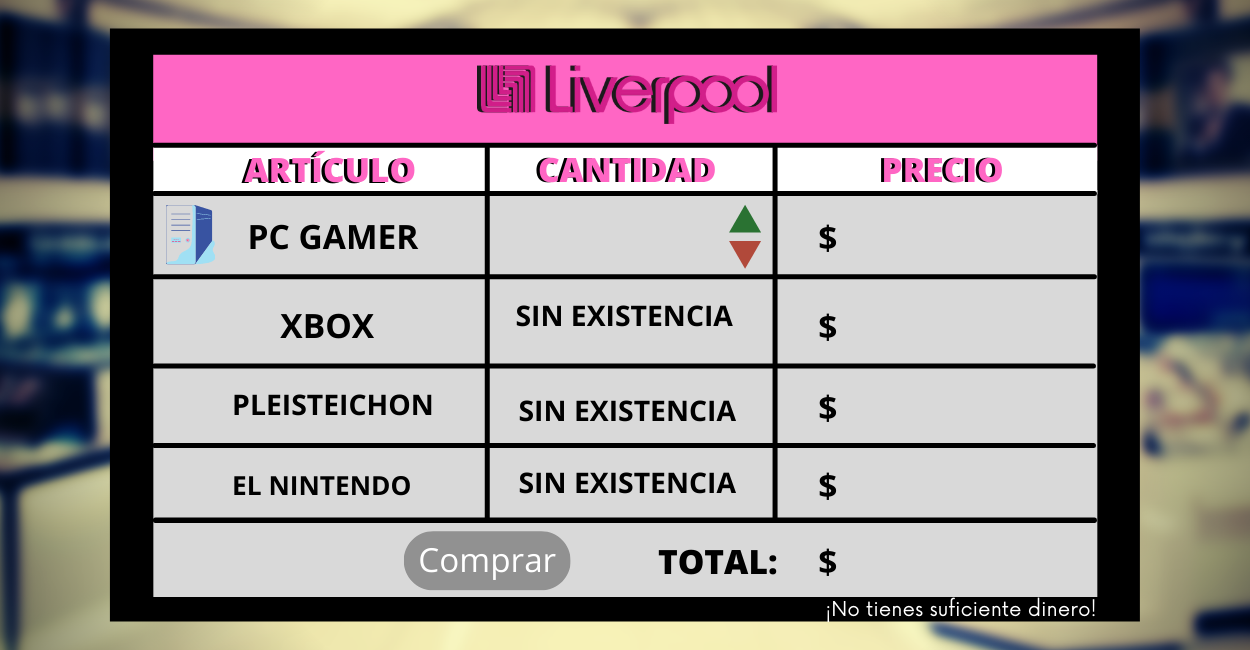 Liverpool
ARTÍCULO CANTIDAD PRECIO
PC GAMER $
XBOX SIN EXISTENCIA $
PLEISTEICHON SIN EXISTENCIA $
EL NINTENDO SIN EXISTENCIA $
Comprar TOTAL: $
¡No tienes suficiente dinero!